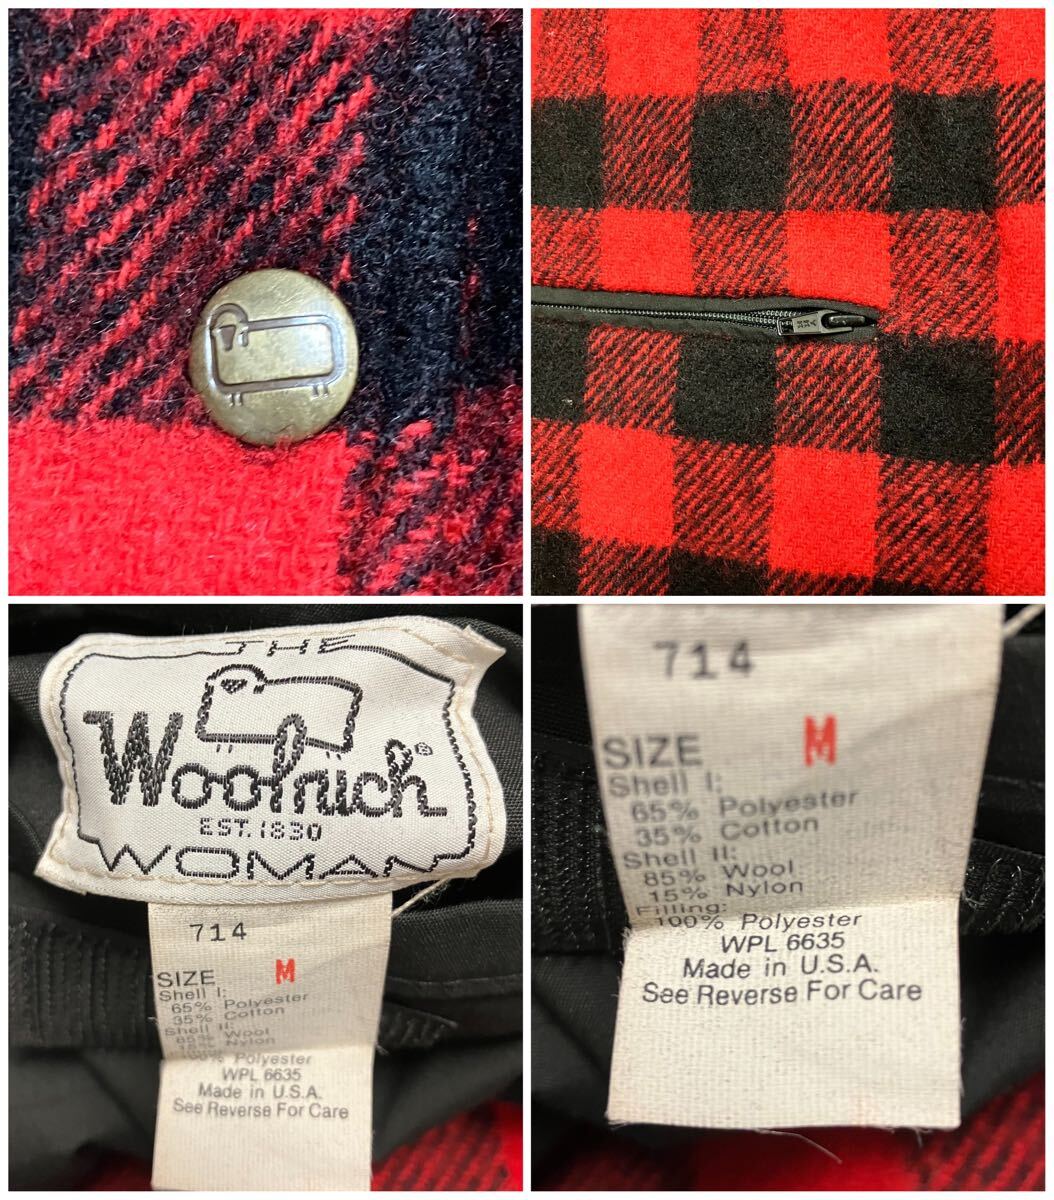 YKK
THE
Woolrich®
EST. 1830
WOMAN
714
SIZE M
Shell I:
65% Polyester
35% Cotton
Shell II:
85% Wool
15% Nylon
100% Polyester
WPL 6635
Made in U.S.A.
See Reverse For Care
714
SIZE M
Shell I:
65% Polyester
35% Cotton
Shell II:
85% Wool
15% Nylon
Filling:
100% Polyester
WPL 6635
Made in U.S.A.
See Reverse For Care